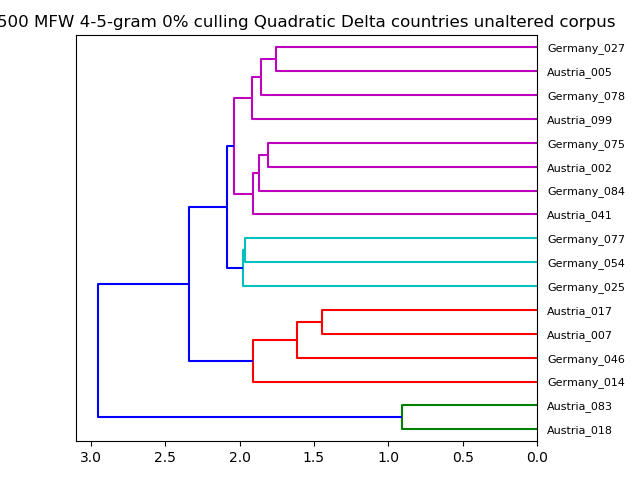 500 MFW 4-5-gram 0% culling Quadratic Delta countries unaltered corpus
Germany_027
Austria_005
Germany_078
Austria_099
Germany_075
Austria_002
Germany_084
Austria_041
Germany_077
Germany_054
Germany_025
Austria_017
Austria_007
Germany_046
Germany_014
Austria_083
Austria_018
3.0 2.5 2.0 1.5 1.0 0.5 0.0